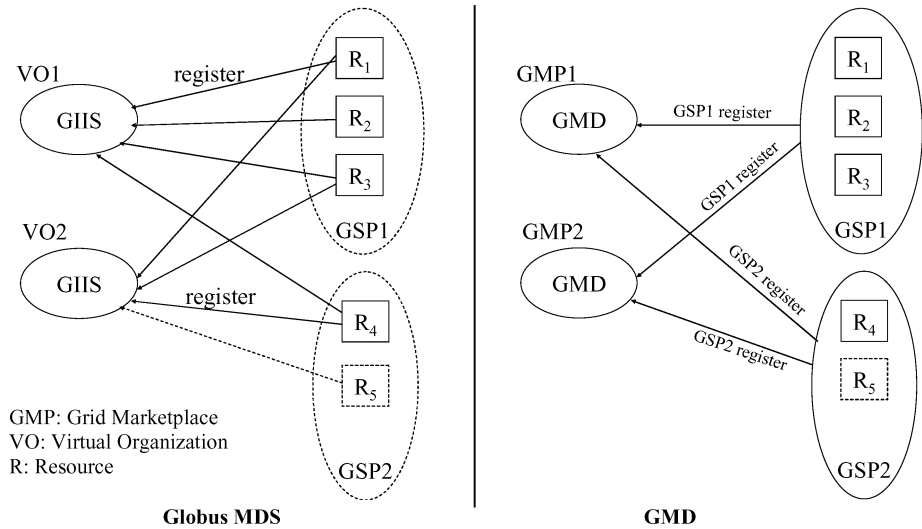 VO1
register
GIIS
R1
R2
R3
GSP1
VO2
GIIS
register
R4
R5
GSP2
GMP: Grid Marketplace
VO: Virtual Organization
R: Resource
Globus MDS
GMP1
GMD
GSP1 register
GSP1 register
R1
R2
R3
GSP1
GMP2
GMD
GSP2 register
GSP2 register
R4
R5
GSP2
GMD